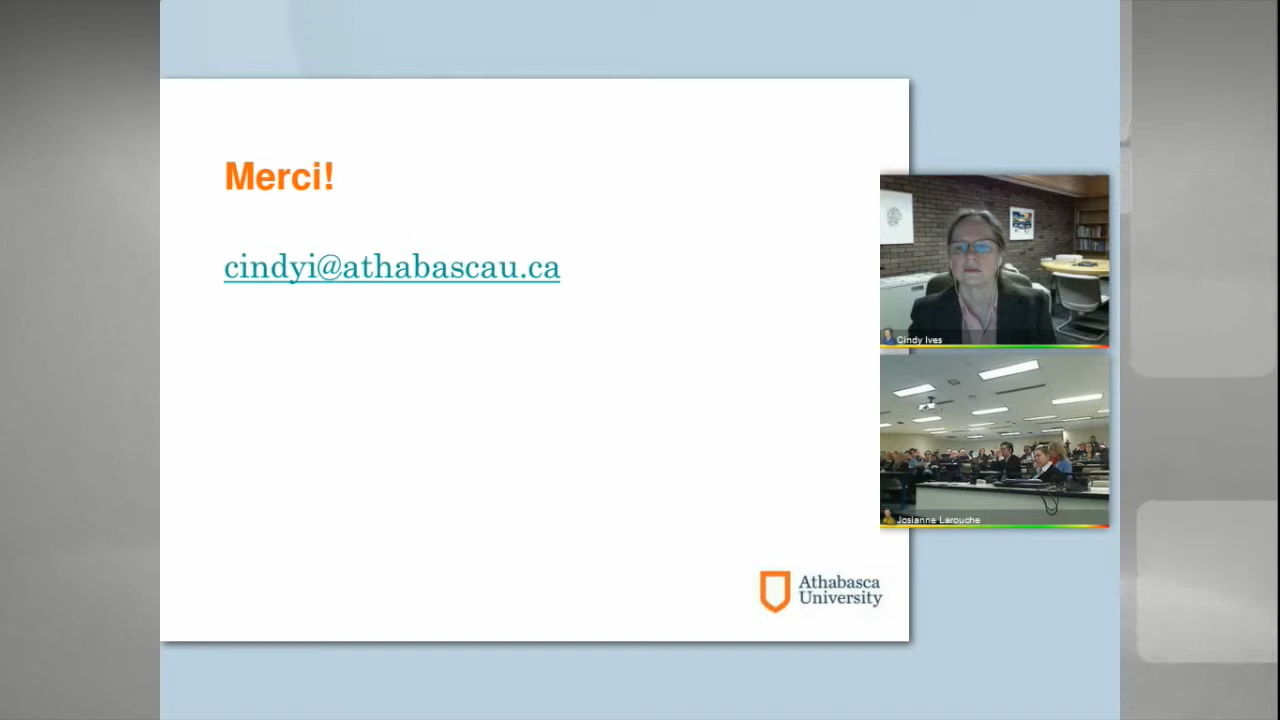 Merci!
cindyi@athabascau.ca
Cindy Ives
Josianne Larouche
Athabasca
University